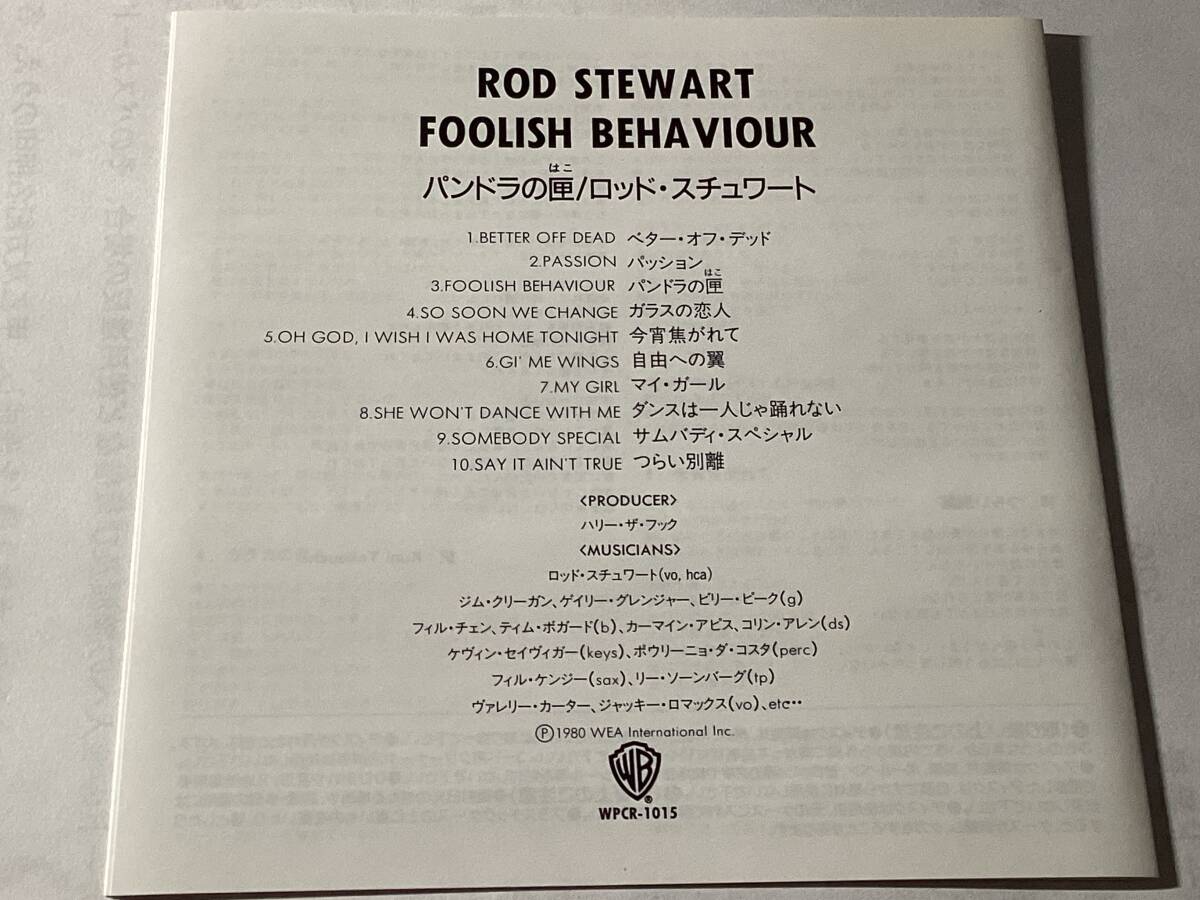 ROD STEWART
FOOLISH BEHAVIOUR
はこ
パンドラの匣/ロッド・スチュワート
1.BETTER OFF DEAD ベター・オフ・デッド
2.PASSION パッション
はこ
3.FOOLISH BEHAVIOUR パンドラの匣
4.SO SOON WE CHANGE ガラスの恋人
5.OH GOD, I WISH I WAS HOME TONIGHT 今宵焦がれて
6.GI' ME WINGS 自由への翼
7.MY GIRL マイ・ガール
8.SHE WON'T DANCE WITH ME ダンスは一人じゃ踊れない
9.SOMEBODY SPECIAL サムバディ・スペシャル
10.SAY IT AIN'T TRUE つらい別離
〈PRODUCER〉
ハリー・ザ・フック
〈MUSICIANS〉
ロッド・スチュワート(vo, hca)
ジム・クリーガン、ゲイリー・グレンジャー、ビリー・ピーク(g)
フィル・チェン、ティム・ボガード(b)、カーマイン・アピス、コリン・アレン(ds)
ケヴィン・セイヴィガー(keys)、ポウリーニョ・ダ・コスタ(perc)
フィル・ケンジー(sax)、リー・ソーンバーグ(tp)
ヴァレリー・カーター、ジャッキー・ロマックス(vo)、etc…
Ⓟ1980 WEA International Inc.
WB®
WPCR-1015